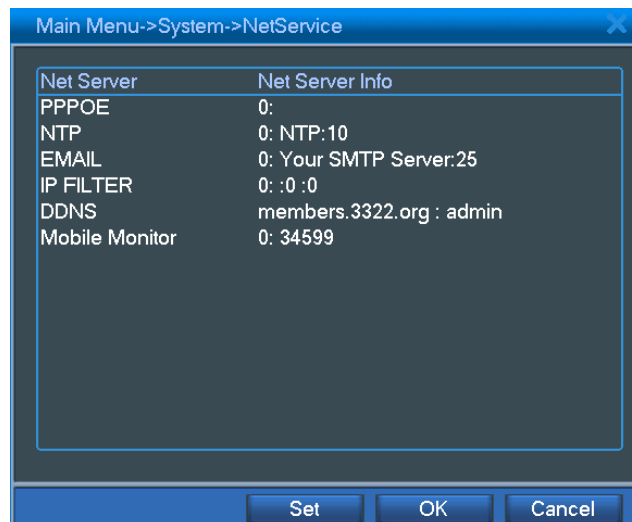 Main Menu->System->NetService
Net Server Net Server Info
PPPOE 0:
NTP 0: NTP:10
EMAIL 0: Your SMTP Server:25
IP FILTER 0: :0 :0
DDNS members.3322.org : admin
Mobile Monitor 0: 34599
Set OK Cancel